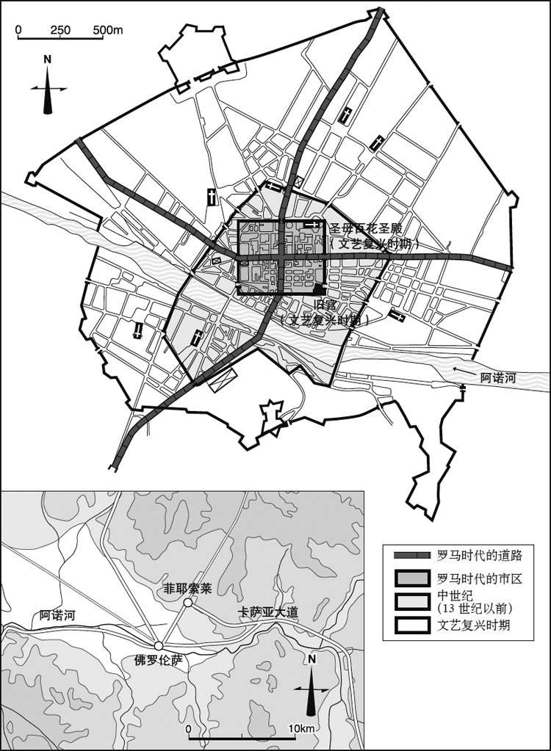 0 250 500m
N
圣母百花圣殿
（文艺复兴时期）
旧宫
（文艺复兴时期）
阿诺河
罗马时代的道路
罗马时代的市区
中世纪
(13 世纪以前)
文艺复兴时期
菲耶索莱
阿诺河
卡萨亚大道
佛罗伦萨
N
0 10km